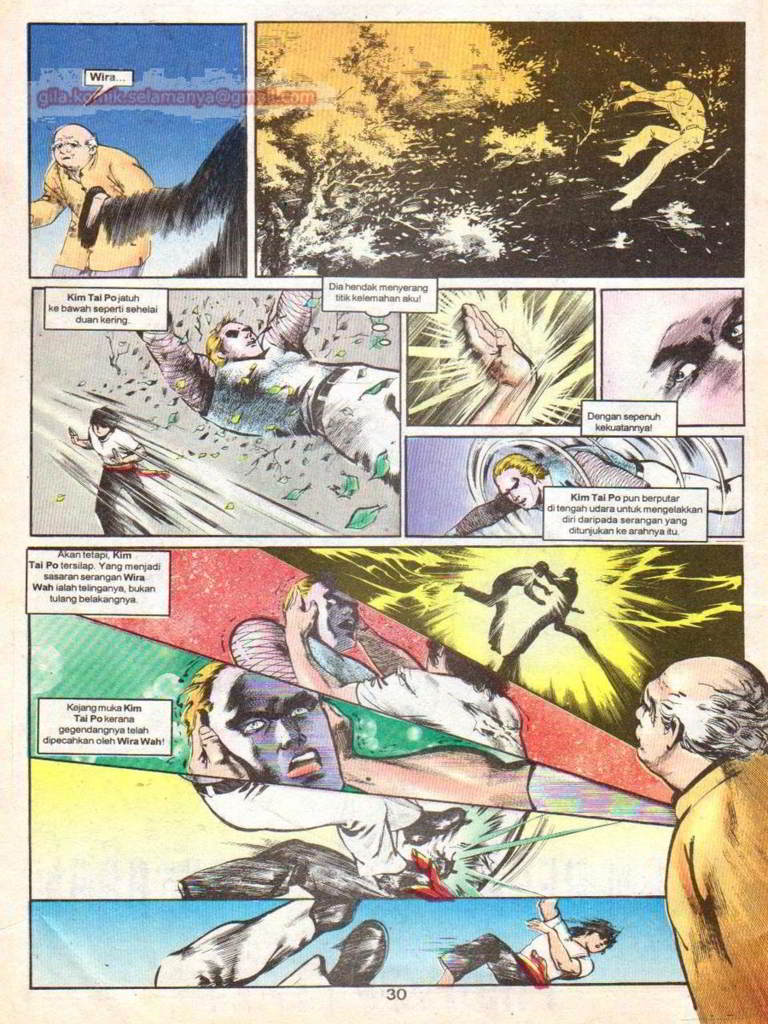 Wira...
gila.komik.selamanya@gmail.com
Kim Tai Po jatuh
ke bawah seperti sehelai
duan kering..
Dia hendak menyerang
titik kelemahan aku!
Dengan sepenuh
kekuatannya!
Kim Tai Po pun berputar
di tengah udara untuk mengelakkan
diri daripada serangan yang
ditunjukan ke arahnya itu.
Akan tetapi, Kim
Tai Po tersilap. Yang menjadi
sasaran serangan Wira
Wah ialah telinganya, bukan
tulang belakangnya.
Kejang muka Kim
Tai Po kerana
gegendangnya telah
dipecahkan oleh Wira Wah!
30